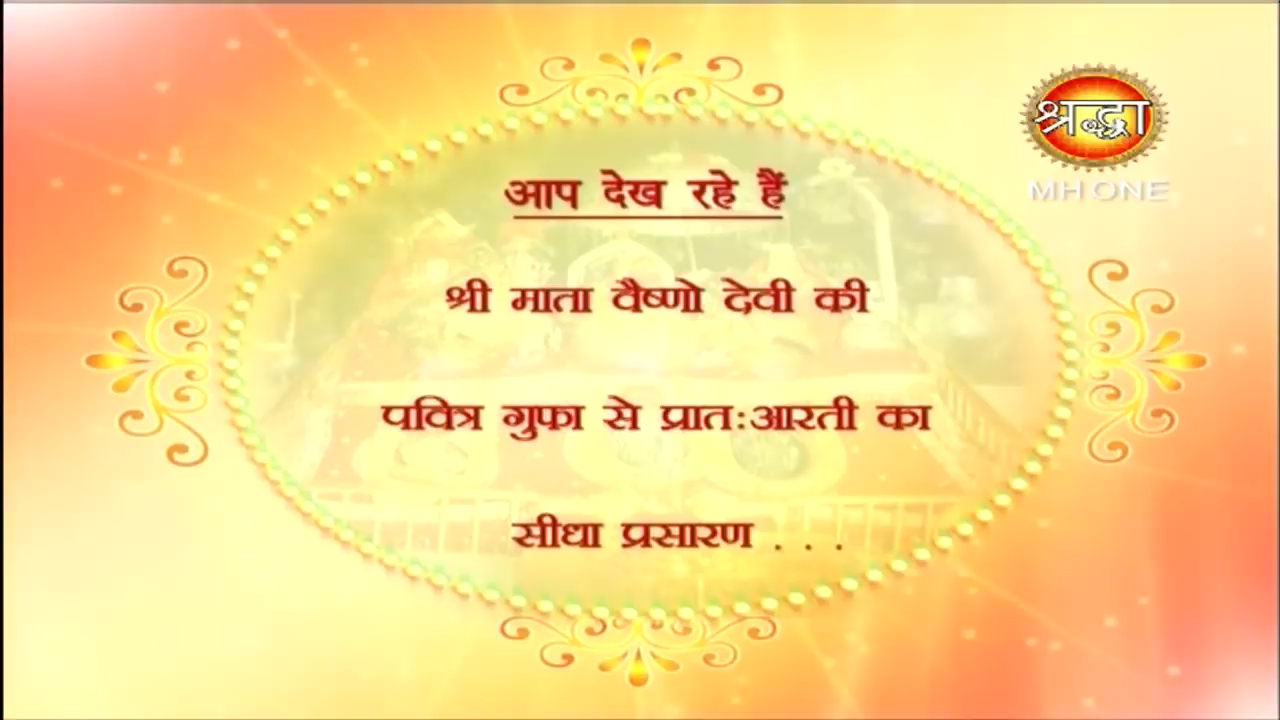 श्रद्धा
MH ONE
आप देख रहे हैं
श्री माता वैष्णो देवी की
पवित्र गुफा से प्रातःआरती का
सीधा प्रसारण . . .